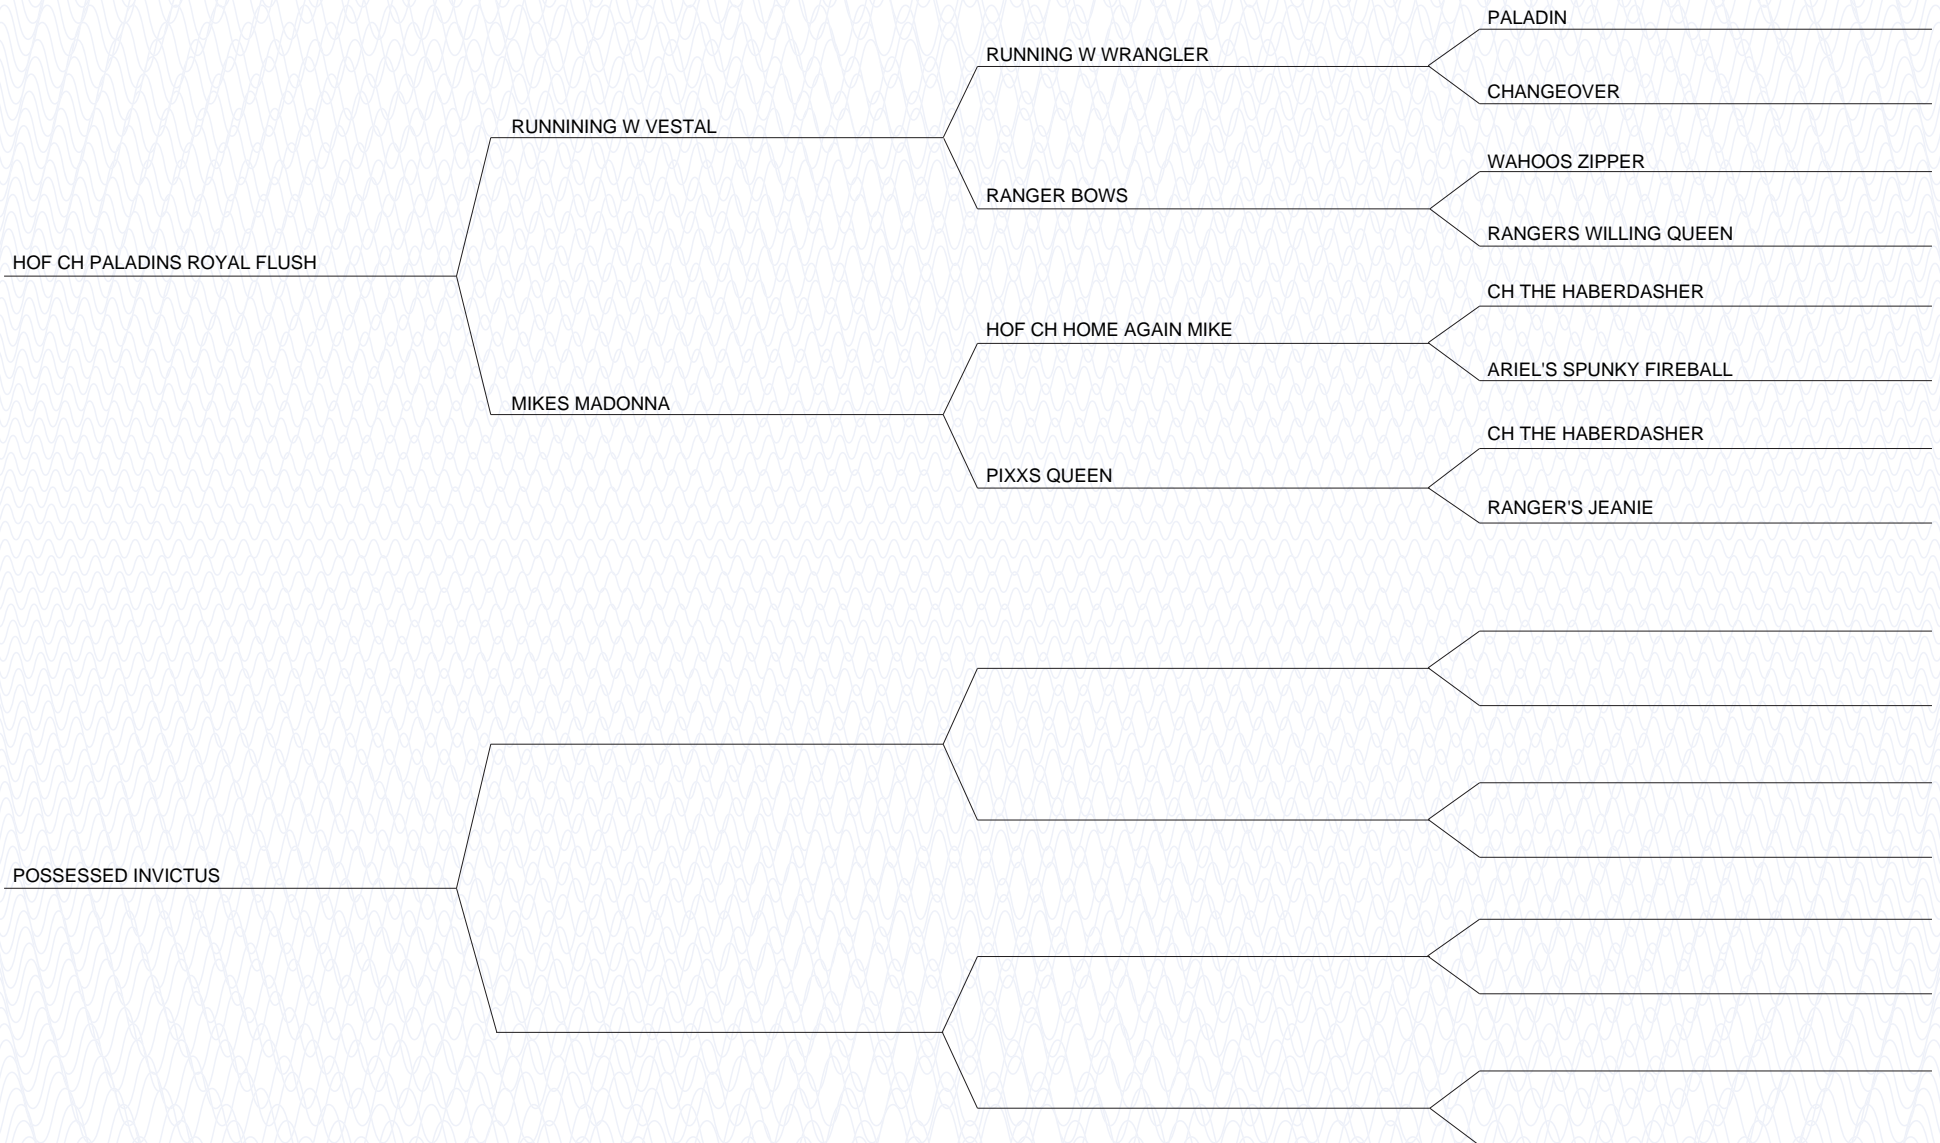 PALADIN
RUNNING W WRANGLER
CHANGEOVER
RUNNINING W VESTAL
WAHOOS ZIPPER
RANGER BOWS
RANGERS WILLING QUEEN
HOF CH PALADINS ROYAL FLUSH
CH THE HABERDASHER
HOF CH HOME AGAIN MIKE
ARIEL'S SPUNKY FIREBALL
MIKES MADONNA
CH THE HABERDASHER
PIXXS QUEEN
RANGER'S JEANIE
POSSESSED INVICTUS